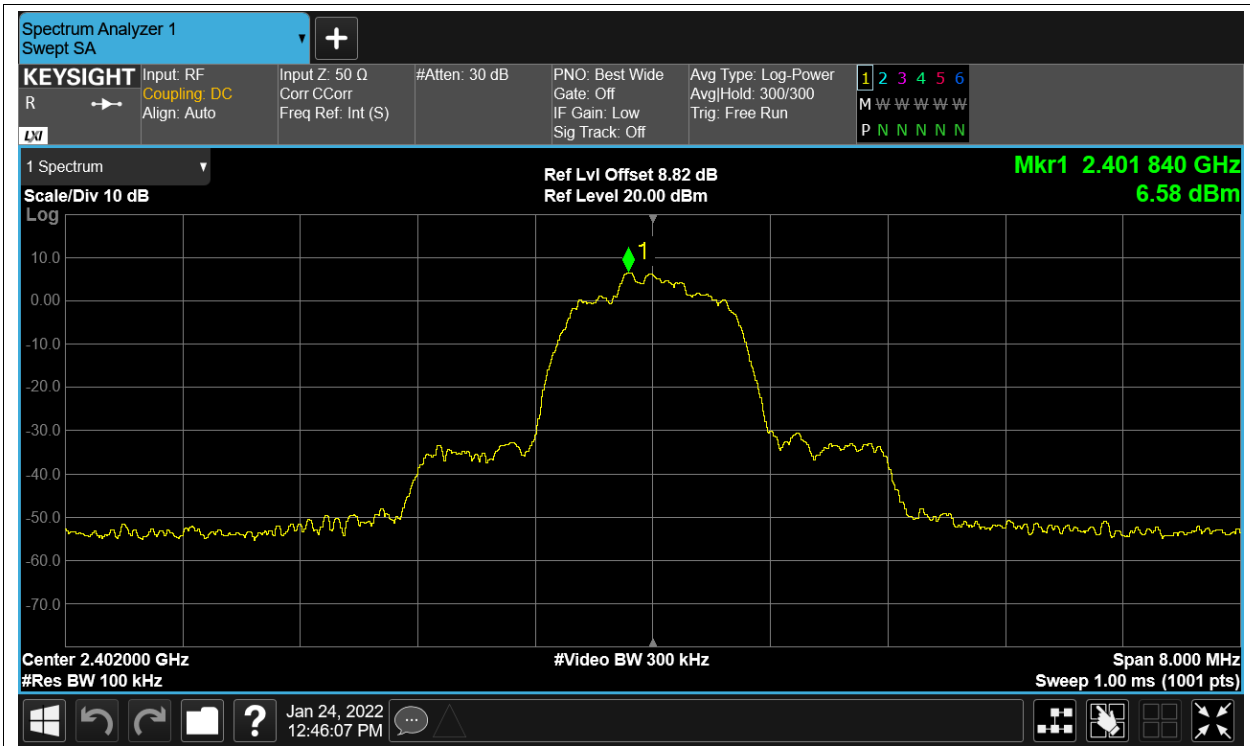 Spectrum Analyzer 1
Swept SA
KEYSIGHT
R
LXI
Input: RF
Coupling: DC
Align: Auto
Input Z: 50 Ω
Corr CCorr
Freq Ref: Int (S)
#Atten: 30 dB
PNO: Best Wide
Gate: Off
IF Gain: Low
Sig Track: Off
Avg Type: Log-Power
Avg|Hold: 300/300
Trig: Free Run
1 2 3 4 5 6
M W W W W W
P N N N N N
1 Spectrum
Scale/Div 10 dB
Log
Ref Lvl Offset 8.82 dB
Ref Level 20.00 dBm
Mkr1 2.401 840 GHz
6.58 dBm
1
10.0
0.00
-10.0
-20.0
-30.0
-40.0
-50.0
-60.0
-70.0
Center 2.402000 GHz
#Res BW 100 kHz
#Video BW 300 kHz
Span 8.000 MHz
Sweep 1.00 ms (1001 pts)
?
Jan 24, 2022
12:46:07 PM